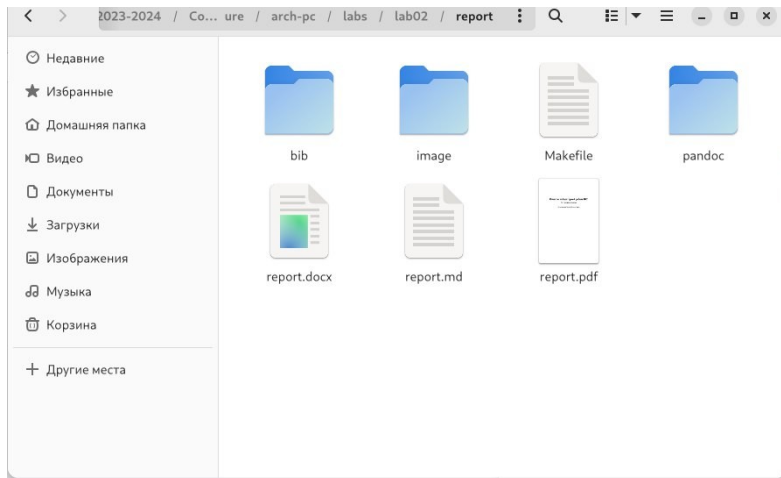 2023-2024 / Co... ure / arch-pc / labs / lab02 / report
Недавние
Избранные
Домашняя папка
Видео
Документы
Загрузки
Изображения
Музыка
Корзина
Другие места
bib image Makefile pandoc
report.docx report.md report.pdf